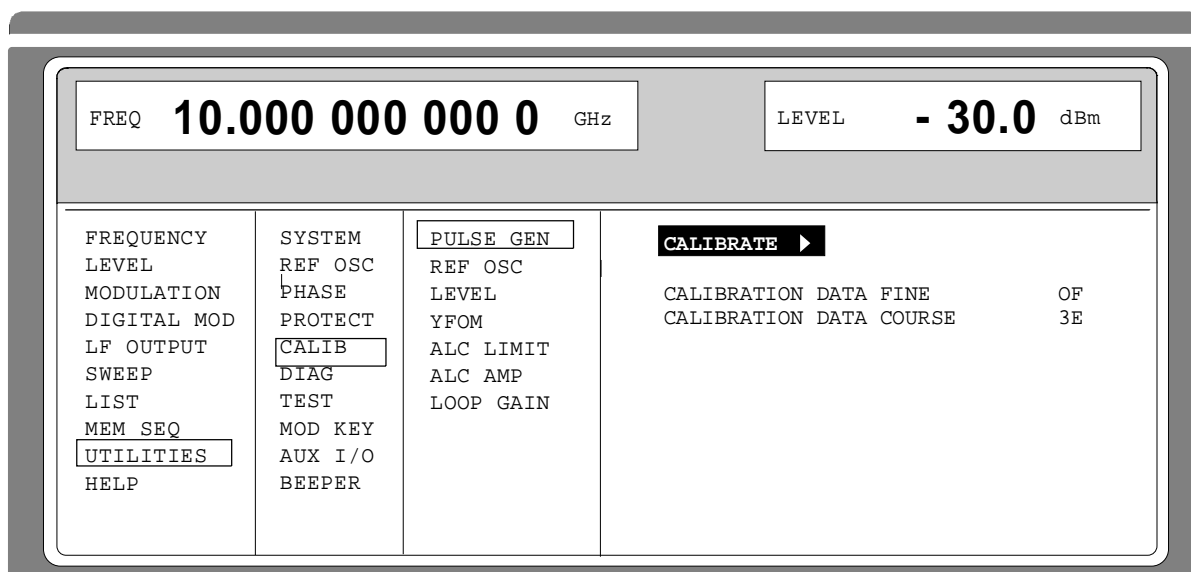 FREQ 10.000 000 000 0 GHz LEVEL - 30.0 dBm
FREQUENCY
LEVEL
MODULATION
DIGITAL MOD
LF OUTPUT
SWEEP
LIST
MEM SEQ
UTILITIES
HELP
SYSTEM
REF OSC
PHASE
PROTECT
CALIB
DIAG
TEST
MOD KEY
AUX I/O
BEEPER
PULSE GEN
REF OSC
LEVEL
YFOM
ALC LIMIT
ALC AMP
LOOP GAIN
CALIBRATE
CALIBRATION DATA FINE OF
CALIBRATION DATA COURSE 3E